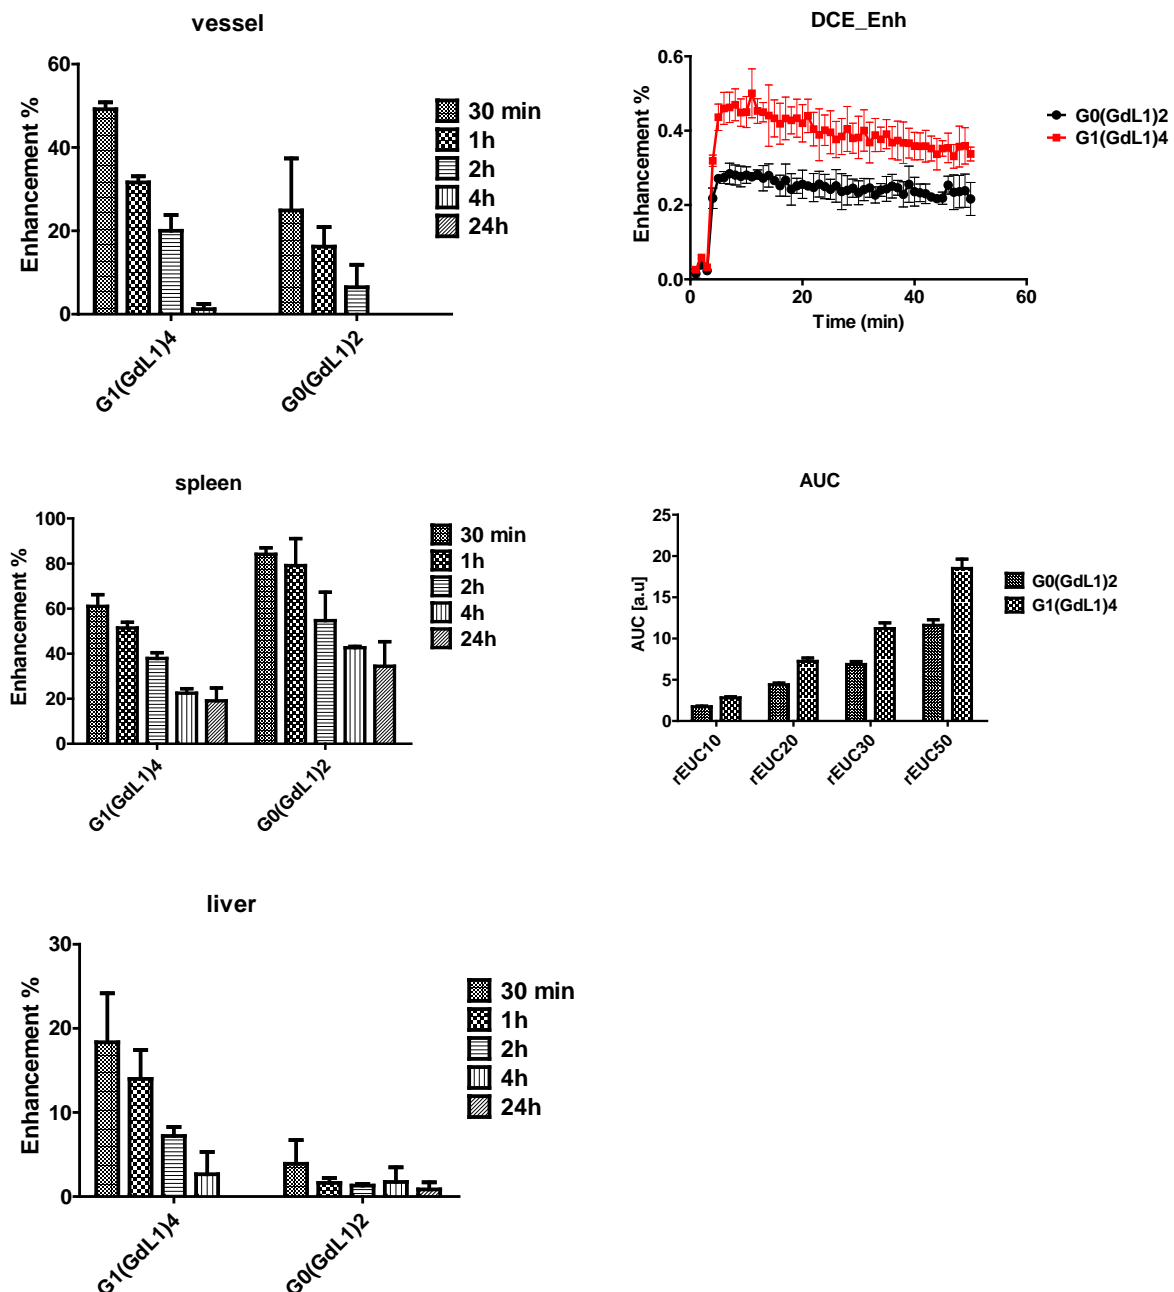 vessel
Enhancement %
60
40
20
0
G1(GdL1)4
G0(GdL1)2
30 min
1h
2h
4h
24h
DCE_Enh
Enhancement %
0.6
0.4
0.2
0.0
0
20
40
60
Time (min)
G0(GdL1)2
G1(GdL1)4
spleen
Enhancement %
100
80
60
40
20
0
G1(GdL1)4
G0(GdL1)2
30 min
1h
2h
4h
24h
AUC
AUC [a.u]
25
20
15
10
5
0
rEUC10
rEUC20
rEUC30
rEUC50
G0(GdL1)2
G1(GdL1)4
liver
Enhancement %
30
20
10
0
G1(GdL1)4
G0(GdL1)2
30 min
1h
2h
4h
24h